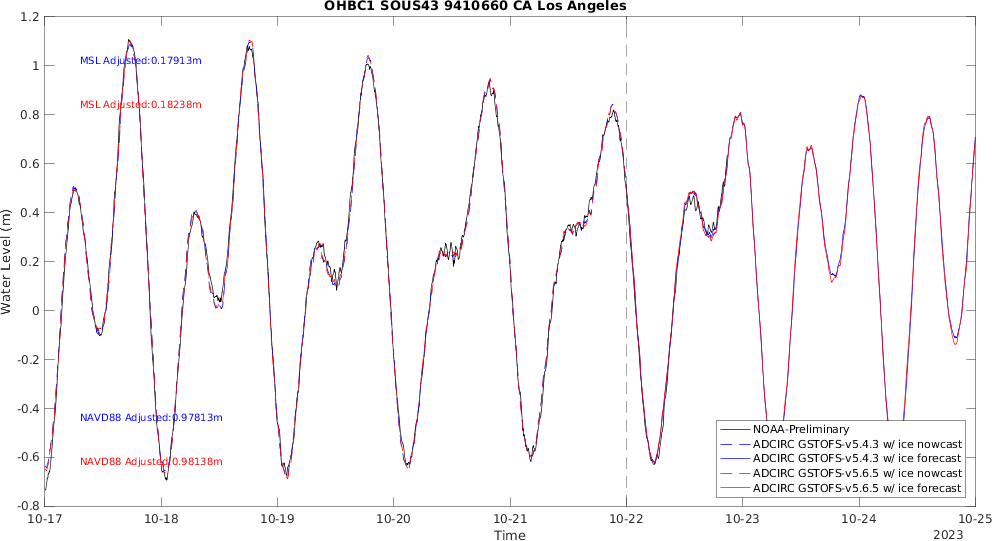 OHBC1 SOUS43 9410660 CA Los Angeles
1.2
1
0.8
0.6
0.4
0.2
0
-0.2
-0.4
-0.6
-0.8
Water Level (m)
MSL Adjusted:0.17913m
MSL Adjusted:0.18238m
NAVD88 Adjusted:0.97813m
NAVD88 Adjusted:0.98138m
NOAA-Preliminary
ADCIRC GSTOFS-v5.4.3 w/ ice nowcast
ADCIRC GSTOFS-v5.4.3 w/ ice forecast
ADCIRC GSTOFS-v5.6.5 w/ ice nowcast
ADCIRC GSTOFS-v5.6.5 w/ ice forecast
10-17 10-18 10-19 10-20 10-21 10-22 10-23 10-24 10-25
Time
2023